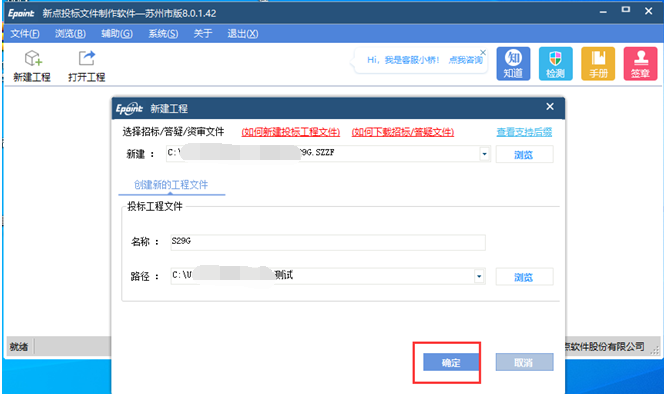 Epoint 新点投标文件制作软件—苏州市版8.0.1.42
文件(F) 浏览(B) 辅助(G) 系统(S) 关于 退出(X)
新建工程 打开工程
Hi, 我是客服小桥! 点我咨询
知 知道 检测 手册 签章
Epoint 新建工程
选择招标/答疑/资审文件 (如何新建投标工程文件) (如何下载招标/答疑文件) 查看支持后缀
新建: C:\ 29G.SZZF 浏览
创建新的工程文件
投标工程文件
名称: S29G
路径: C:\U 测试 浏览
确定 取消
就绪 点软件股份有限公司